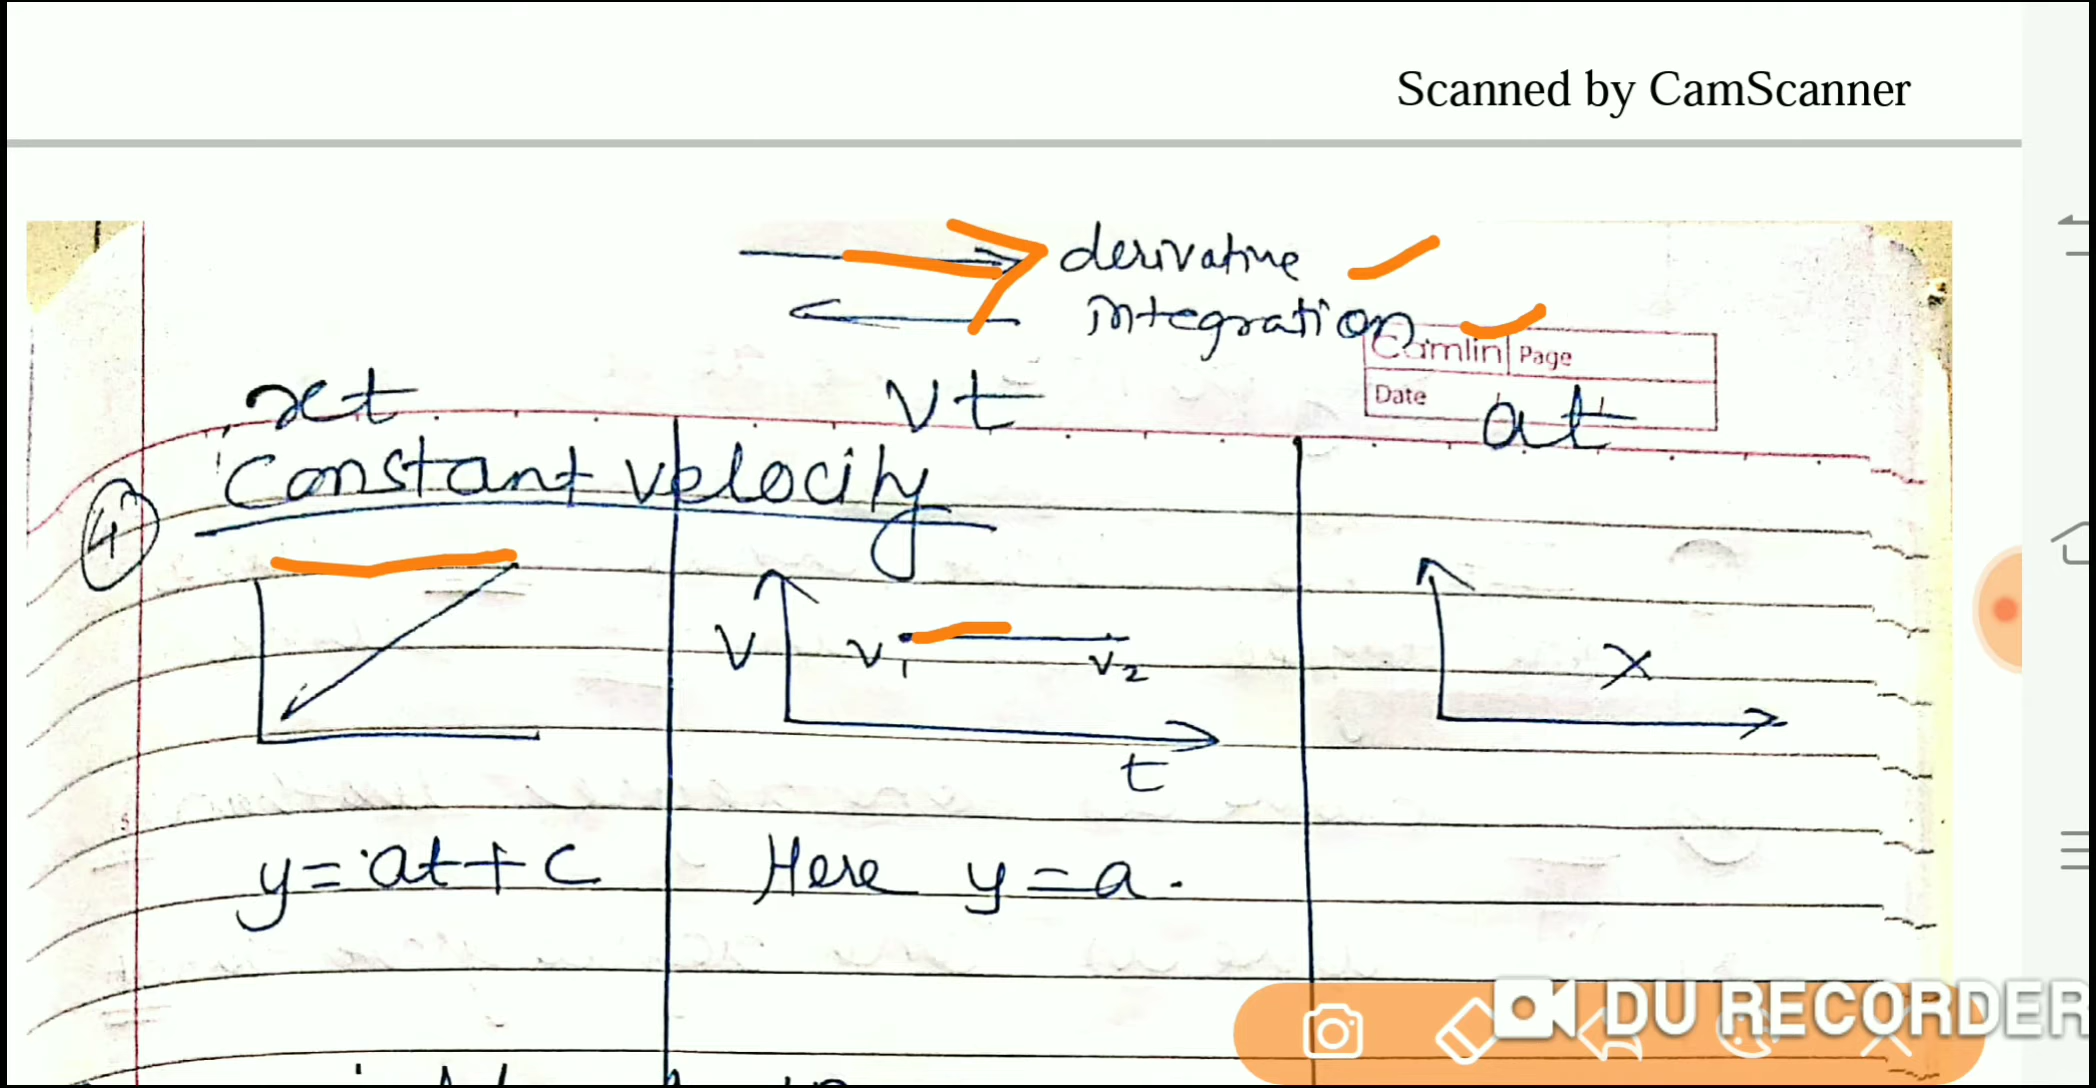 Scanned by CamScanner
derivative
integration
Camlin Page
Date
xt
vt
at
4
Constant velocity
V
v1
v2
x
t
y = at + c
Here y = a.
DU RECORDER